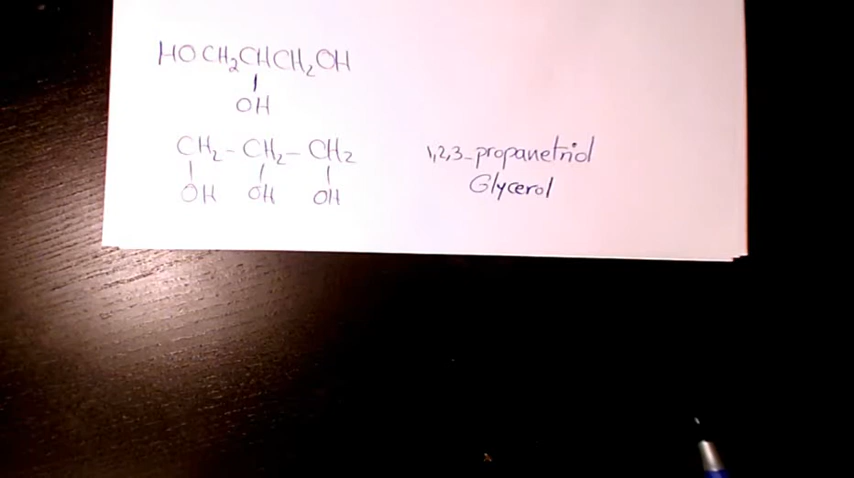 HOCH₂CHCH₂OH
OH
CH₂-CH₂-CH₂
OH OH OH
1,2,3-propanetriol
Glycerol